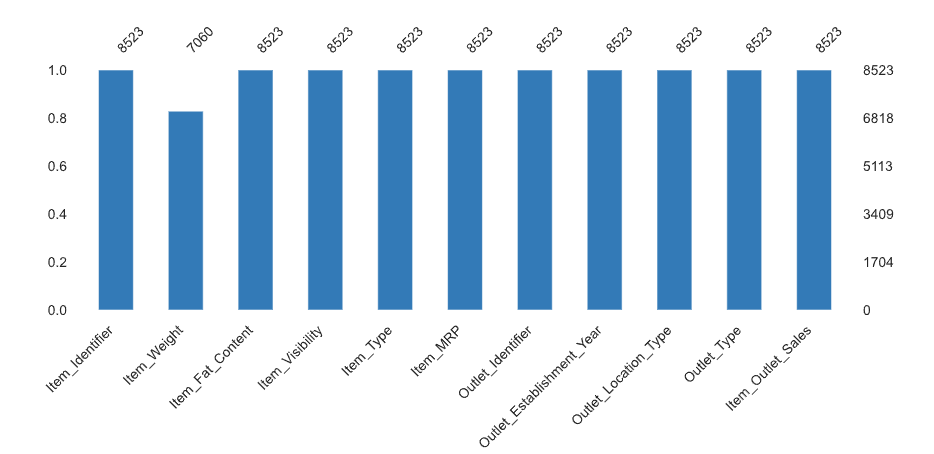 8523 7060 8523 8523 8523 8523 8523 8523 8523 8523 8523
1.0 8523
0.8 6818
0.6 5113
0.4 3409
0.2 1704
0.0 0
Item_Identifier
Item_Weight
Item_Fat_Content
Item_Visibility
Item_Type
Item_MRP
Outlet_Identifier
Outlet_Establishment_Year
Outlet_Location_Type
Outlet_Type
Item_Outlet_Sales